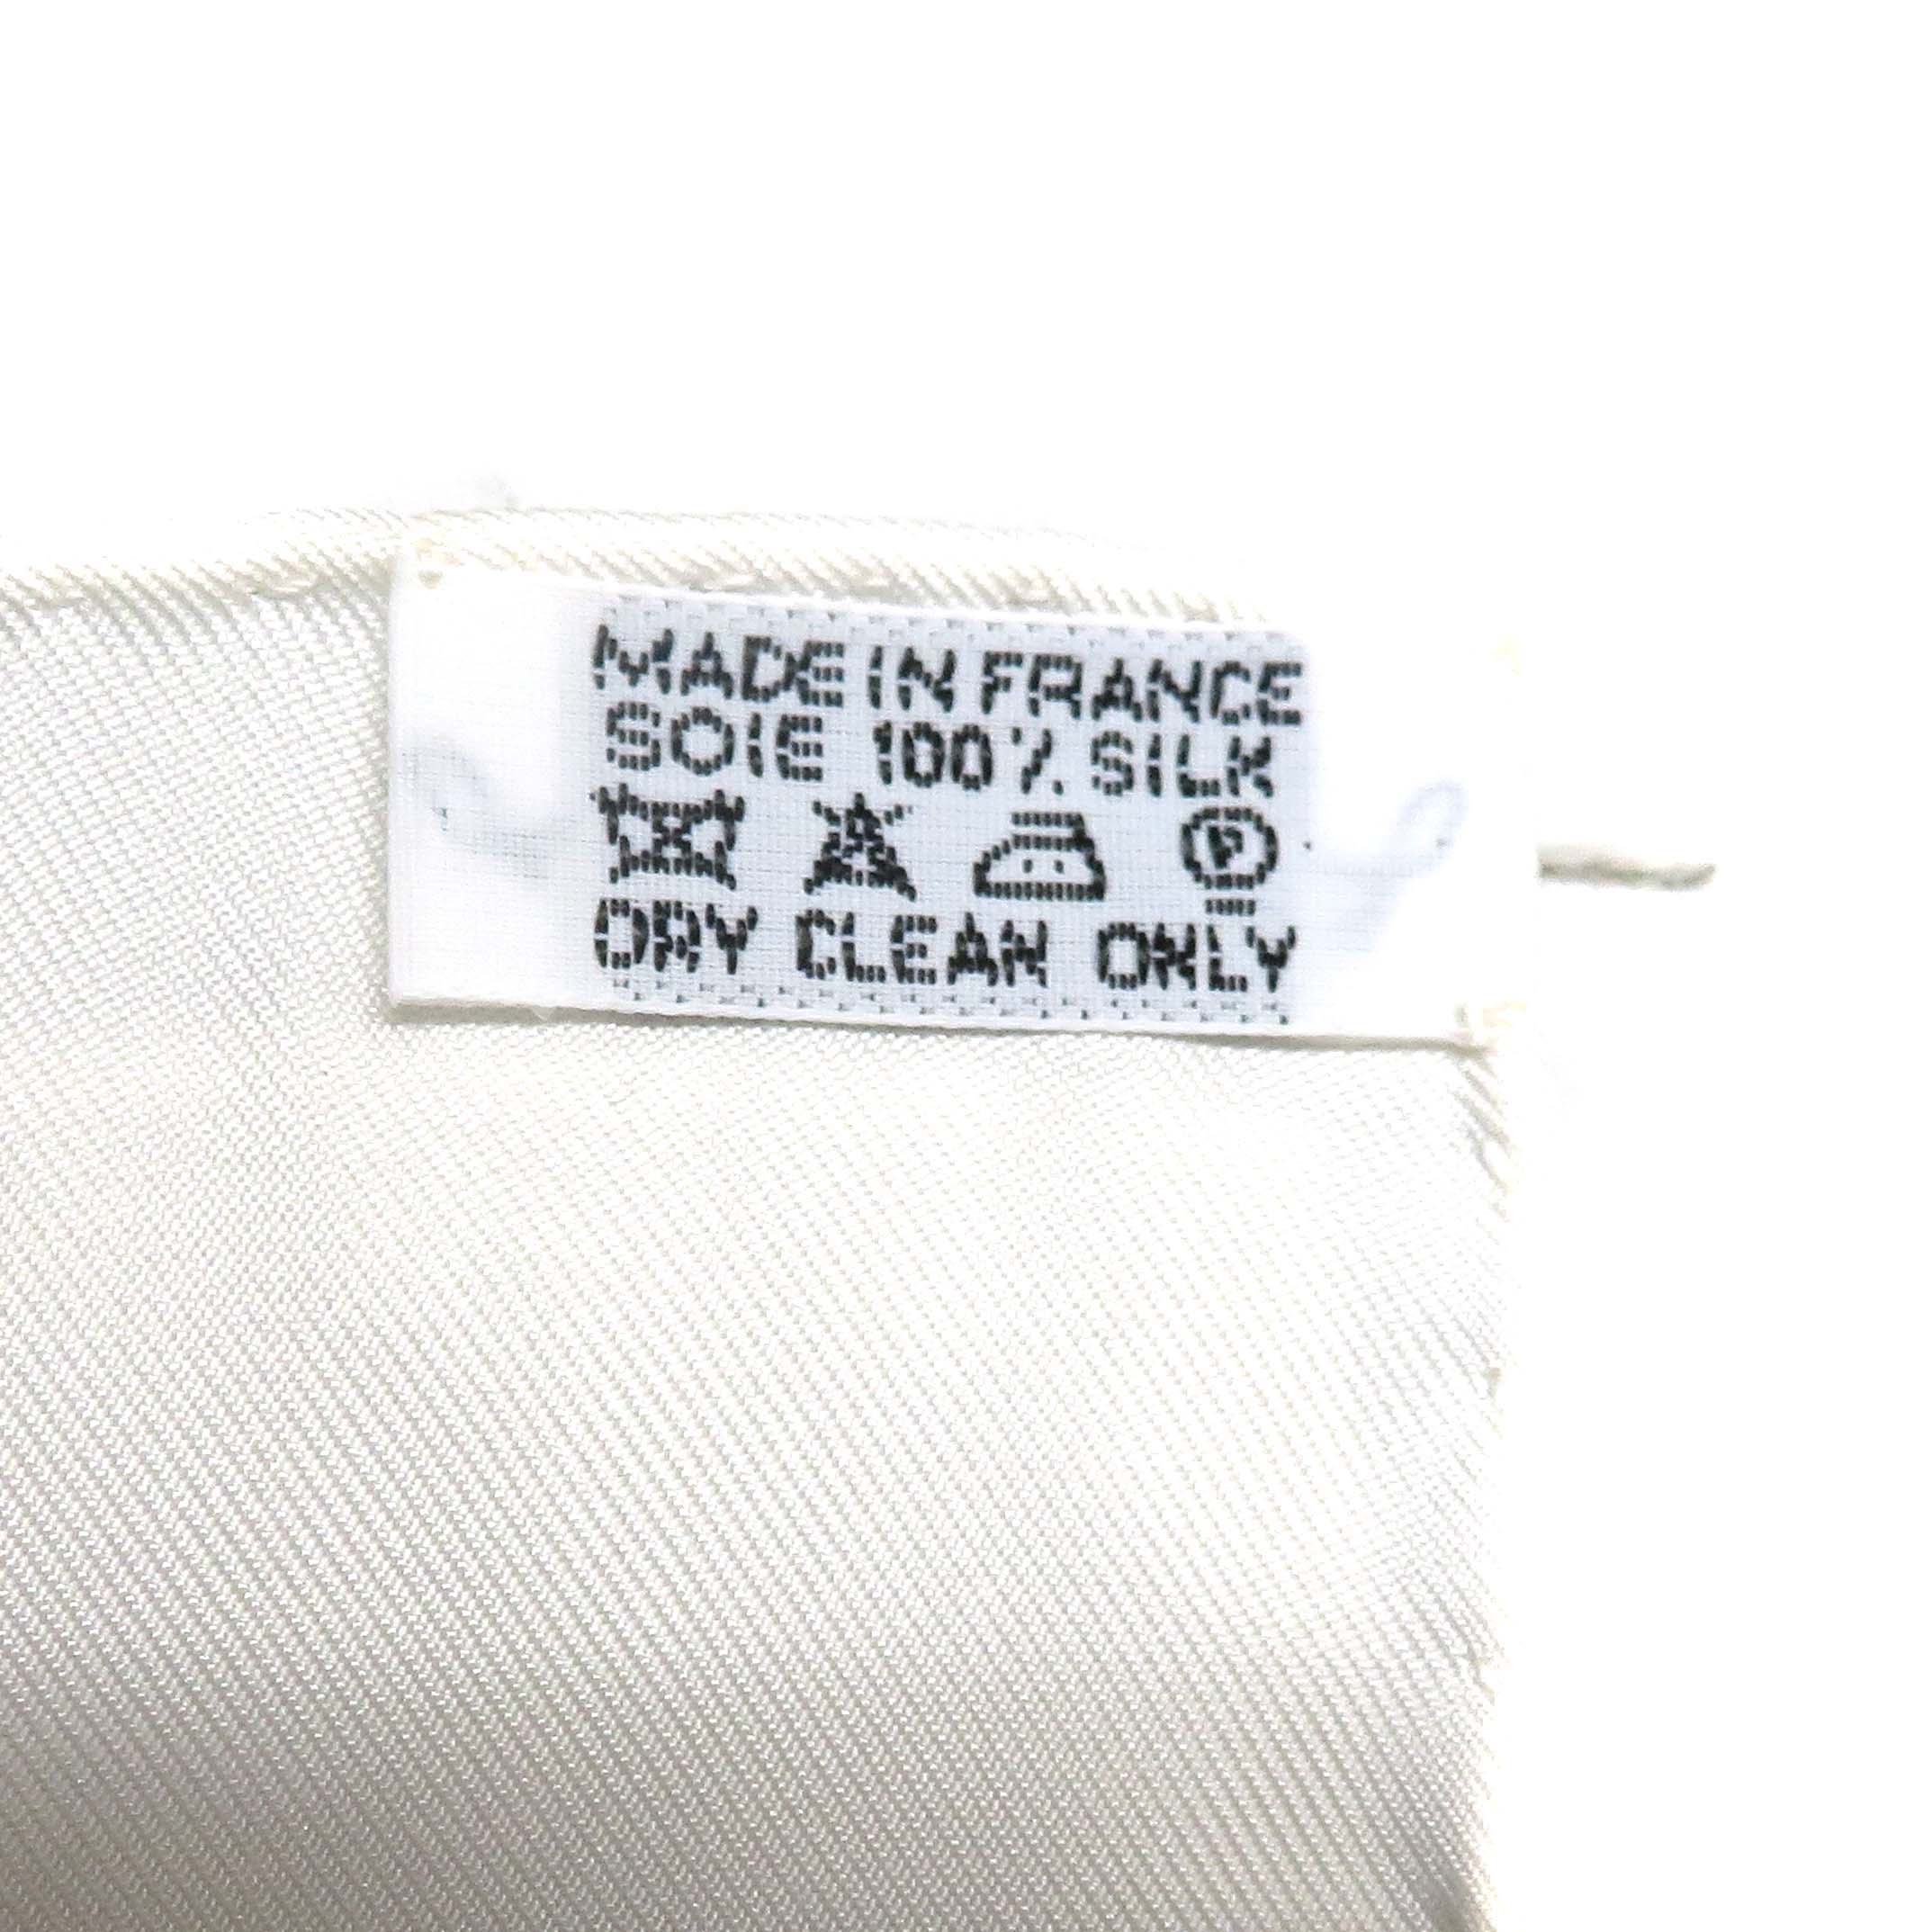 MADE IN FRANCE
SOIE 100% SILK
DRY CLEAN ONLY